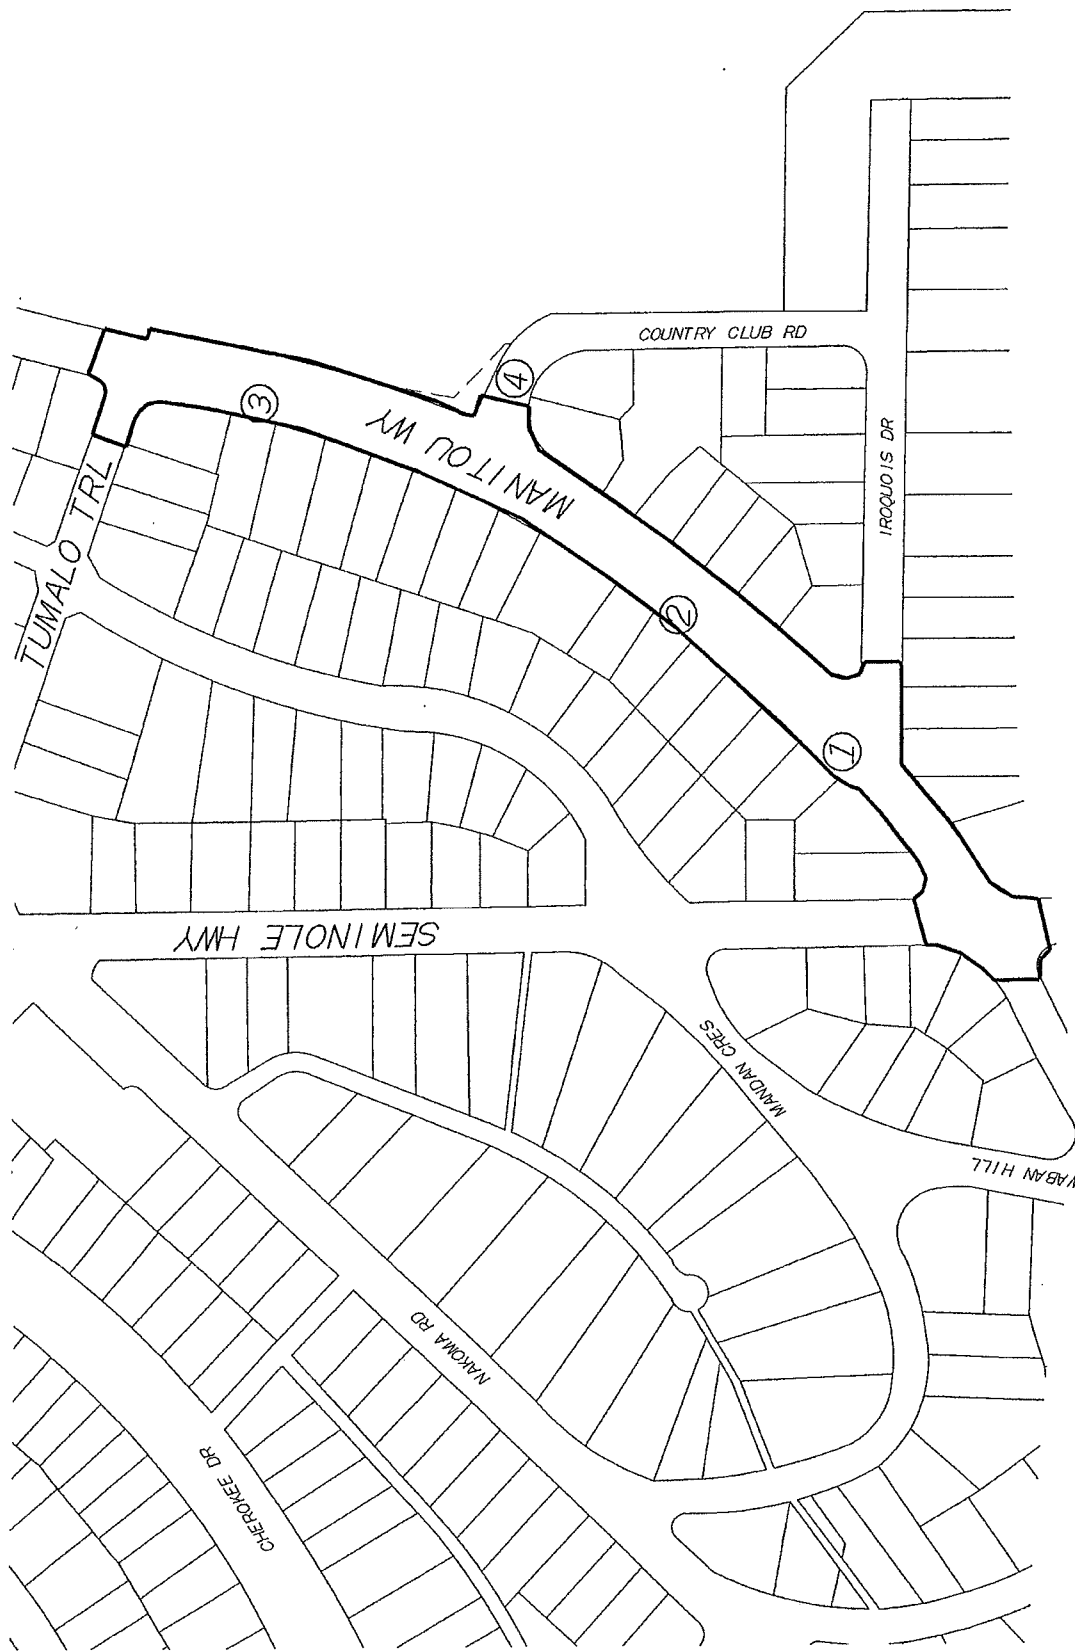 COUNTRY CLUB RD
4
3
MANITOU WY
IROQUOIS DR
TUMALO TRL
2
1
SEMINOLE HWY
MANDAN CRES
WABAN HILL
NAKOMA RD
CHEROKEE DR